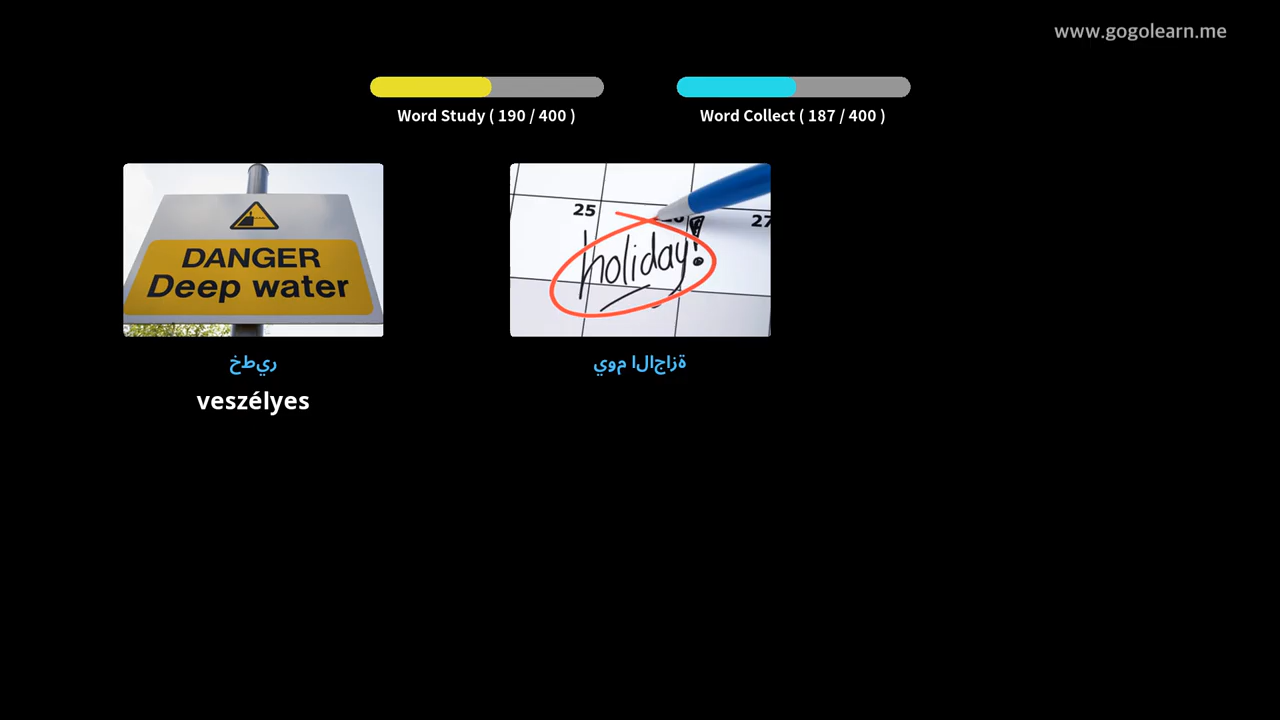 www.gogolearn.me
Word Study ( 190 / 400 )
Word Collect ( 187 / 400 )
DANGER
Deep water
25
27
holiday!
خطير
يوم الاجازة
veszélyes